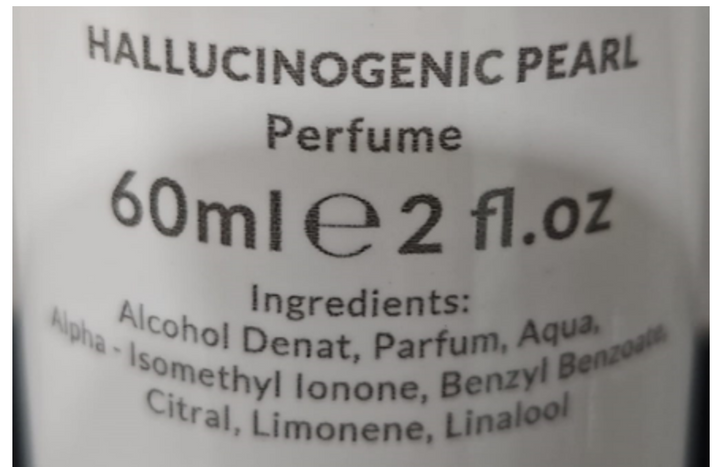 HALLUCINOGENIC PEARL
Perfume
60ml ℮ 2 fl.oz
Ingredients:
Alcohol Denat, Parfum, Aqua,
Alpha - Isomethyl Ionone, Benzyl Benzoate,
Citral, Limonene, Linalool